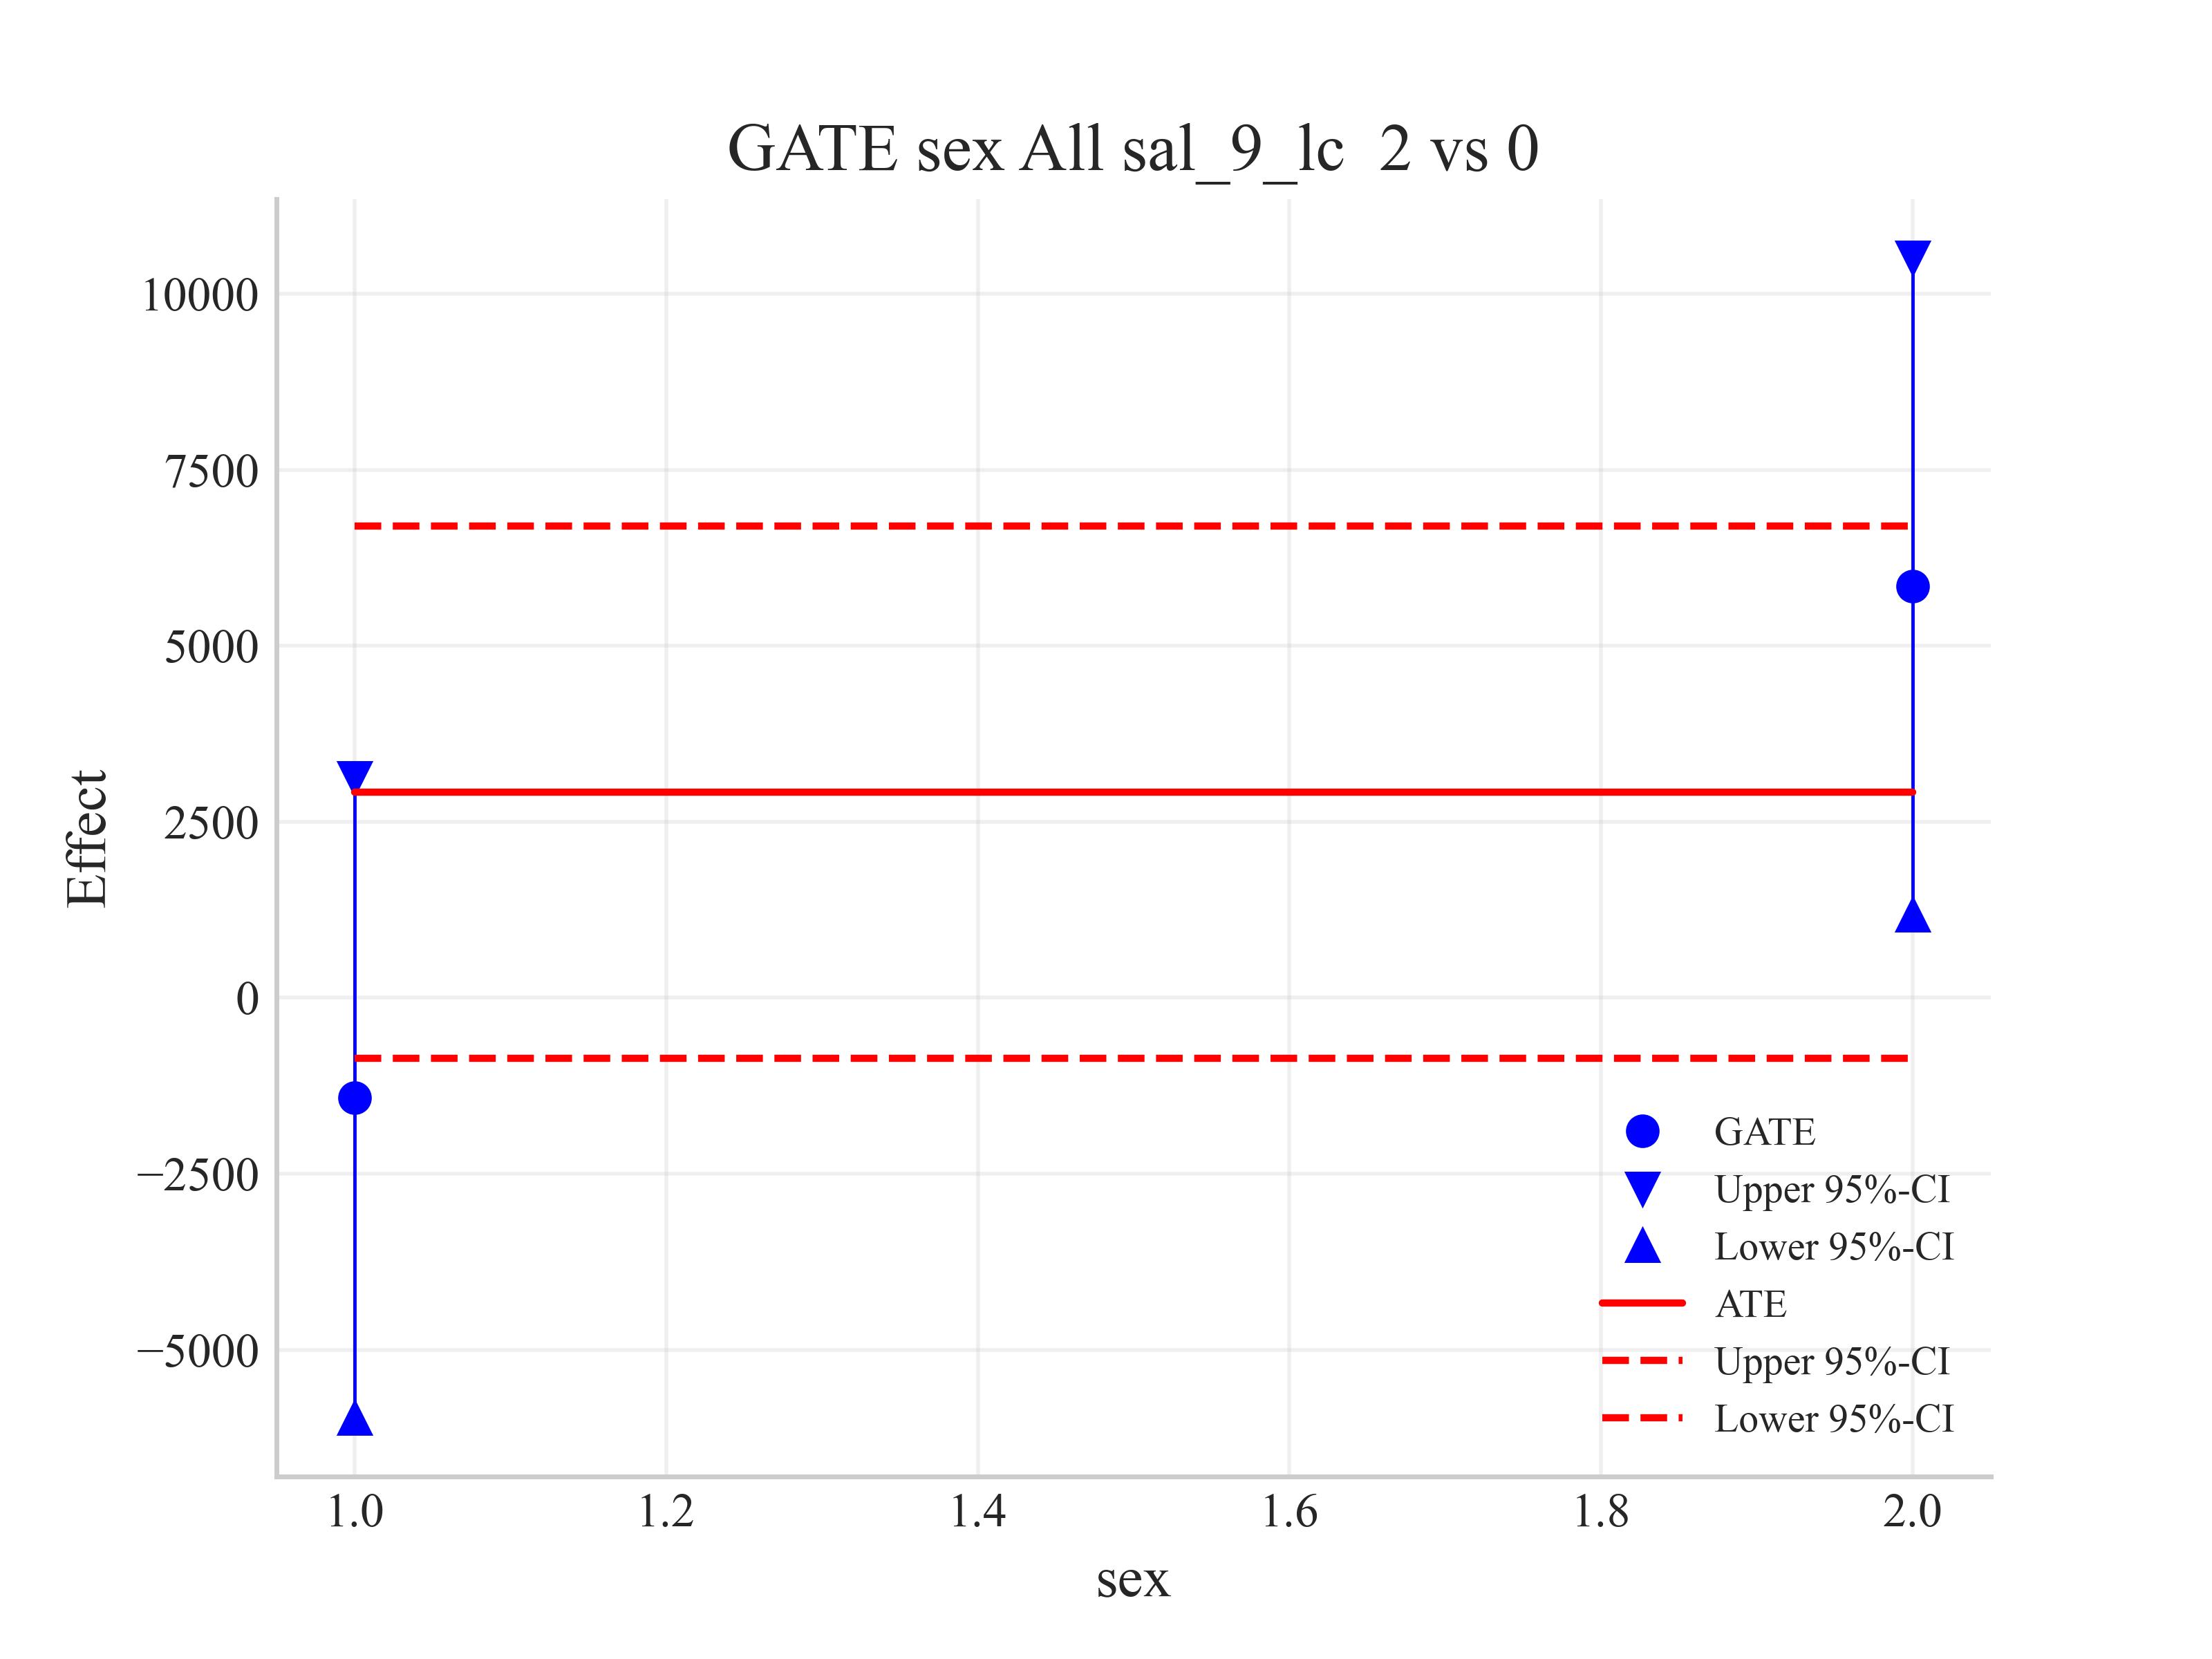 GATE sex All sal_9_lc  2 vs 0
10000
7500
5000
2500
0
−2500
−5000
Effect
GATE
Upper 95%-CI
Lower 95%-CI
ATE
Upper 95%-CI
Lower 95%-CI
1.0 1.2 1.4 1.6 1.8 2.0
sex